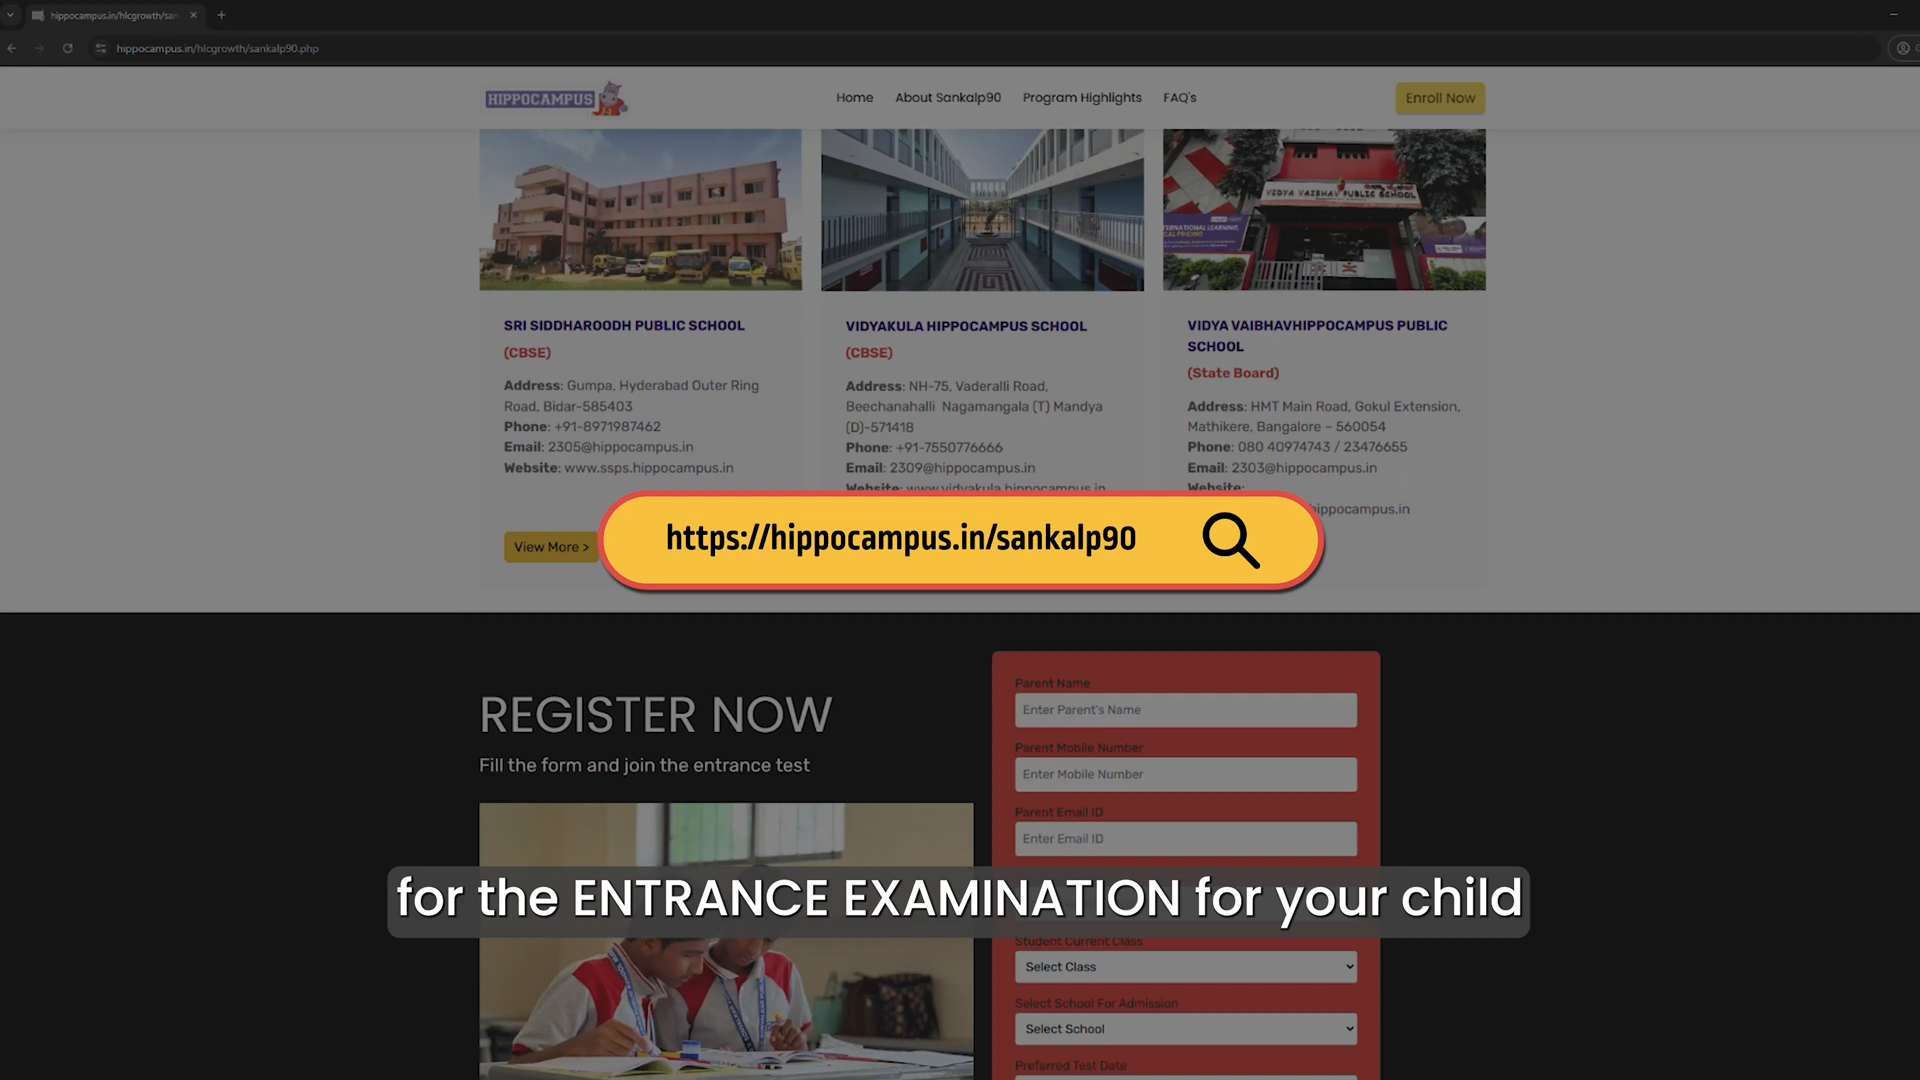 hippocampus.in/hlcgrowth/san
hippocampus.in/hlcgrowth/sankalp90.php
HIPPOCAMPUS
Home
About Sankalp90
Program Highlights
FAQ's
Enroll Now
VIDYA VAIBHAV PUBLIC SCHOOL
SRI SIDDHAROODH PUBLIC SCHOOL
(CBSE)
Address: Gumpa, Hyderabad Outer Ring
Road, Bidar-585403
Phone: +91-8971987462
Email: 2305@hippocampus.in
Website: www.ssps.hippocampus.in
View More >
VIDYAKULA HIPPOCAMPUS SCHOOL
(CBSE)
Address: NH-75, Vaderalli Road,
Beechanahalli Nagamangala (T) Mandya
(D)-571418
Phone: +91-7550776666
Email: 2309@hippocampus.in
Website: www.vidyakula.hippocampus.in
VIDYA VAIBHAVHIPPOCAMPUS PUBLIC
SCHOOL
(State Board)
Address: HMT Main Road, Gokul Extension,
Mathikere, Bangalore – 560054
Phone: 080 40974743 / 23476655
Email: 2303@hippocampus.in
Website:
hippocampus.in
https://hippocampus.in/sankalp90
REGISTER NOW
Fill the form and join the entrance test
Parent Name
Enter Parent's Name
Parent Mobile Number
Enter Mobile Number
Parent Email ID
Enter Email ID
for the ENTRANCE EXAMINATION for your child
Student Current Class
Select Class
Select School For Admission
Select School
Preferred Test Date